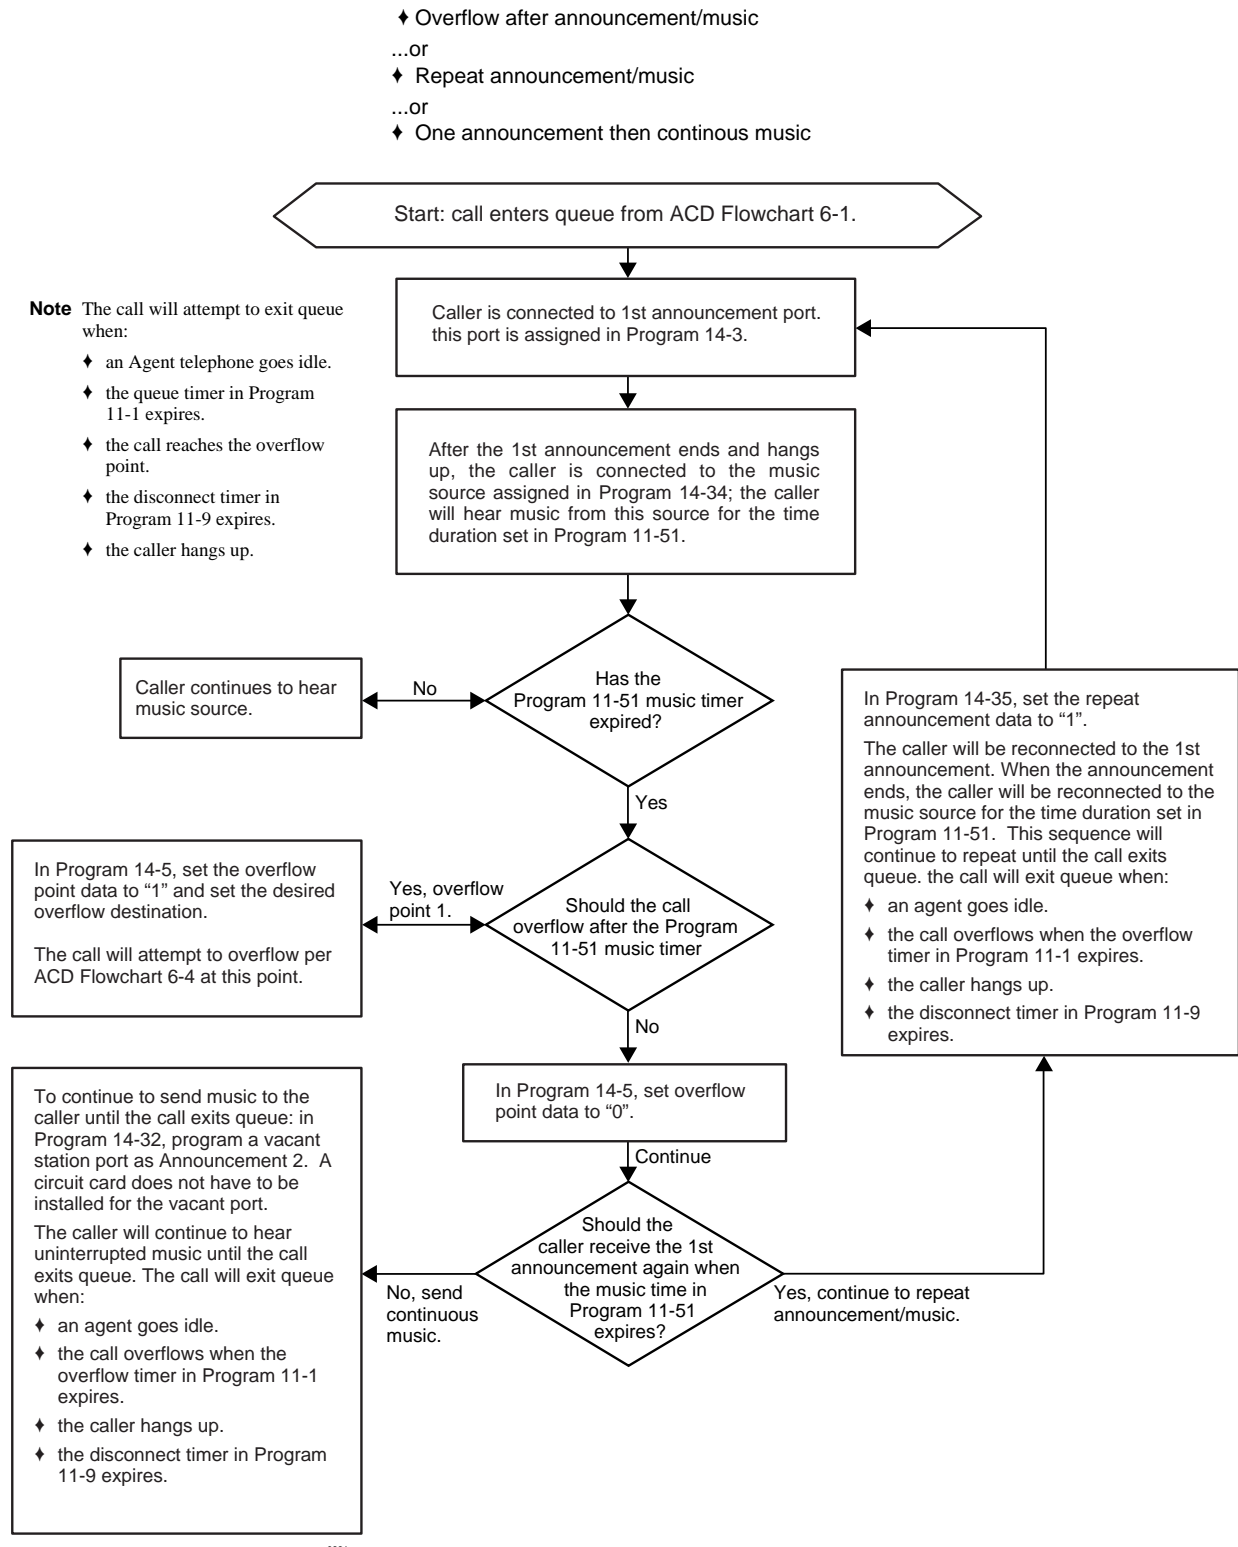 ♦ Overflow after announcement/music
...or
♦ Repeat announcement/music
...or
♦ One announcement then continous music
Start: call enters queue from ACD Flowchart 6-1.
Note The call will attempt to exit queue
when:
♦ an Agent telephone goes idle.
♦ the queue timer in Program
11-1 expires.
♦ the call reaches the overflow
point.
♦ the disconnect timer in
Program 11-9 expires.
♦ the caller hangs up.
Caller is connected to 1st announcement port.
this port is assigned in Program 14-3.
After the 1st announcement ends and hangs
up, the caller is connected to the music
source assigned in Program 14-34; the caller
will hear music from this source for the time
duration set in Program 11-51.
Has the
Program 11-51 music timer
expired?
No
Caller continues to hear
music source.
Yes
Should the call
overflow after the Program
11-51 music timer
Yes, overflow
point 1.
In Program 14-5, set the overflow
point data to “1” and set the desired
overflow destination.
The call will attempt to overflow per
ACD Flowchart 6-4 at this point.
No
In Program 14-5, set overflow
point data to “0”.
Continue
Should the
caller receive the 1st
announcement again when
the music time in
Program 11-51
expires?
No, send
continuous
music.
To continue to send music to the
caller until the call exits queue: in
Program 14-32, program a vacant
station port as Announcement 2. A
circuit card does not have to be
installed for the vacant port.
The caller will continue to hear
uninterrupted music until the call
exits queue. The call will exit queue
when:
♦ an agent goes idle.
♦ the call overflows when the
overflow timer in Program 11-1
expires.
♦ the caller hangs up.
♦ the disconnect timer in Program
11-9 expires.
Yes, continue to repeat
announcement/music.
In Program 14-35, set the repeat
announcement data to “1”.
The caller will be reconnected to the 1st
announcement. When the announcement
ends, the caller will be reconnected to the
music source for the time duration set in
Program 11-51. This sequence will
continue to repeat until the call exits
queue. the call will exit queue when:
♦ an agent goes idle.
♦ the call overflows when the overflow
timer in Program 11-1 expires.
♦ the caller hangs up.
♦ the disconnect timer in Program 11-9
expires.